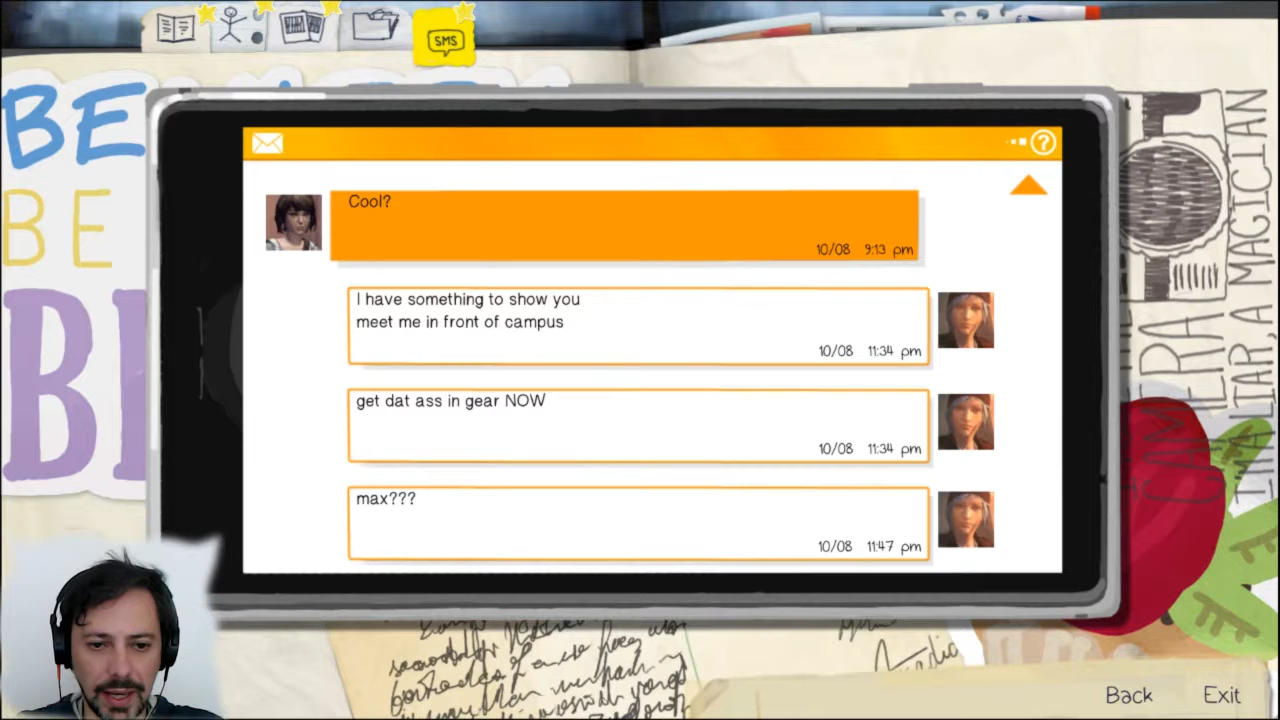 SMS
BE
BE
Cool?
10/08 9:13 pm
I have something to show you
meet me in front of campus
10/08 11:34 pm
get dat ass in gear NOW
10/08 11:34 pm
max???
10/08 11:47 pm
CAMERA
LIAR, A MAGICIAN
Back
Exit